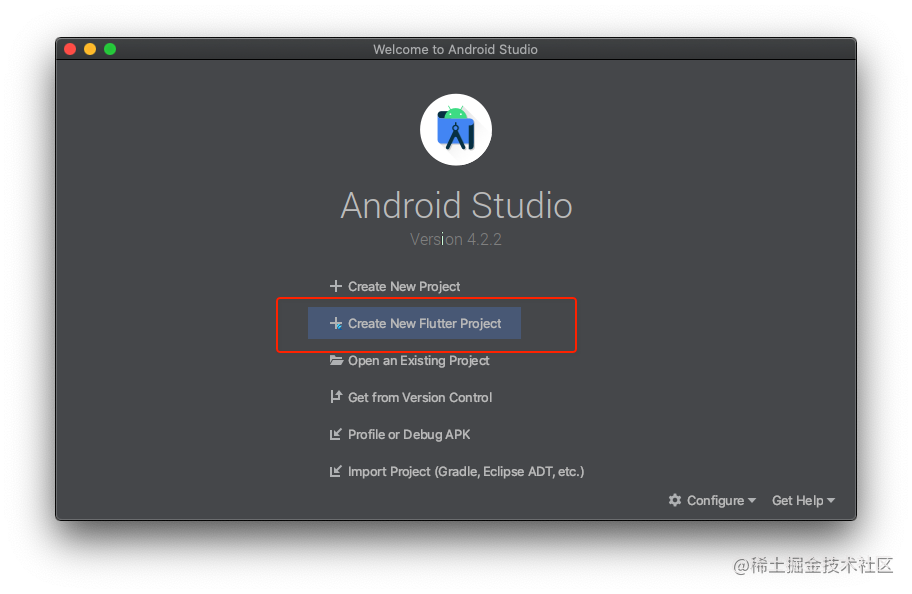 Welcome to Android Studio
Android Studio
Version 4.2.2
Create New Project
Create New Flutter Project
Open an Existing Project
Get from Version Control
Profile or Debug APK
Import Project (Gradle, Eclipse ADT, etc.)
Configure Get Help
@稀土掘金技术社区